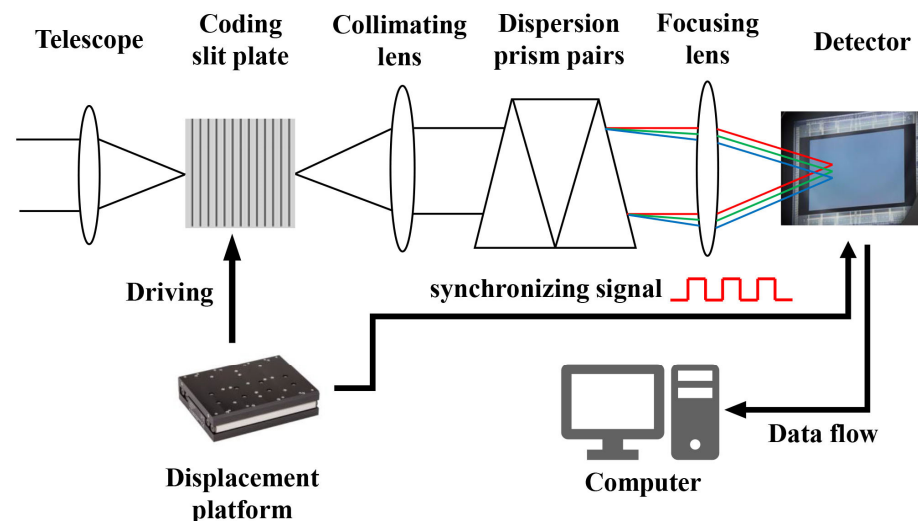 Telescope
Coding
slit plate
Collimating
lens
Dispersion
prism pairs
Focusing
lens
Detector
Driving
synchronizing signal
Data flow
Displacement
platform
Computer